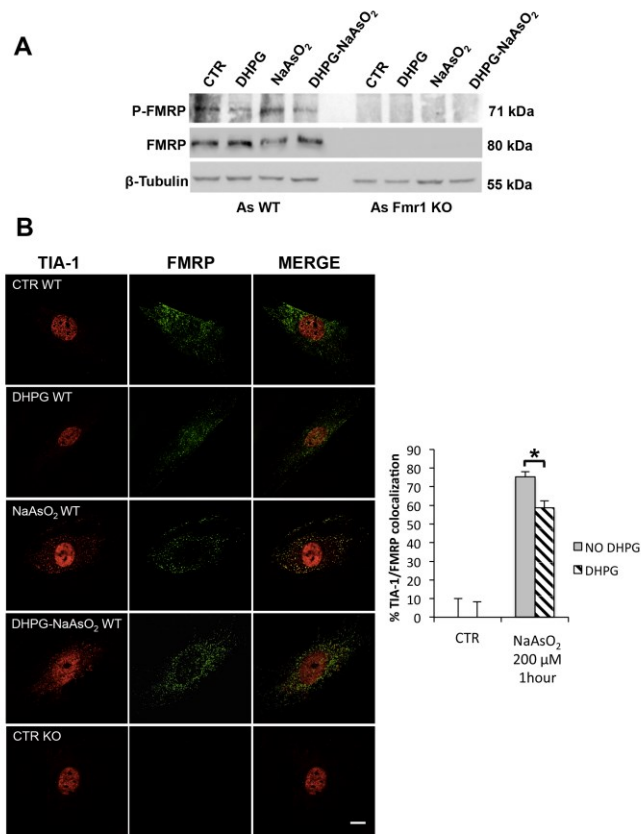 A
CTR DHPG NaAsO₂ DHPG-NaAsO₂ CTR DHPG NaAsO₂ DHPG-NaAsO₂
P-FMRP 71 kDa
FMRP 80 kDa
β-Tubulin 55 kDa
As WT As Fmr1 KO
B
TIA-1 FMRP MERGE
CTR WT
DHPG WT
NaAsO₂ WT
DHPG-NaAsO₂ WT
CTR KO
% TIA-1/FMRP colocalization
90
80
70
60
50
40
30
20
10
0
*
CTR NaAsO₂
200 µM
1hour
NO DHPG
DHPG